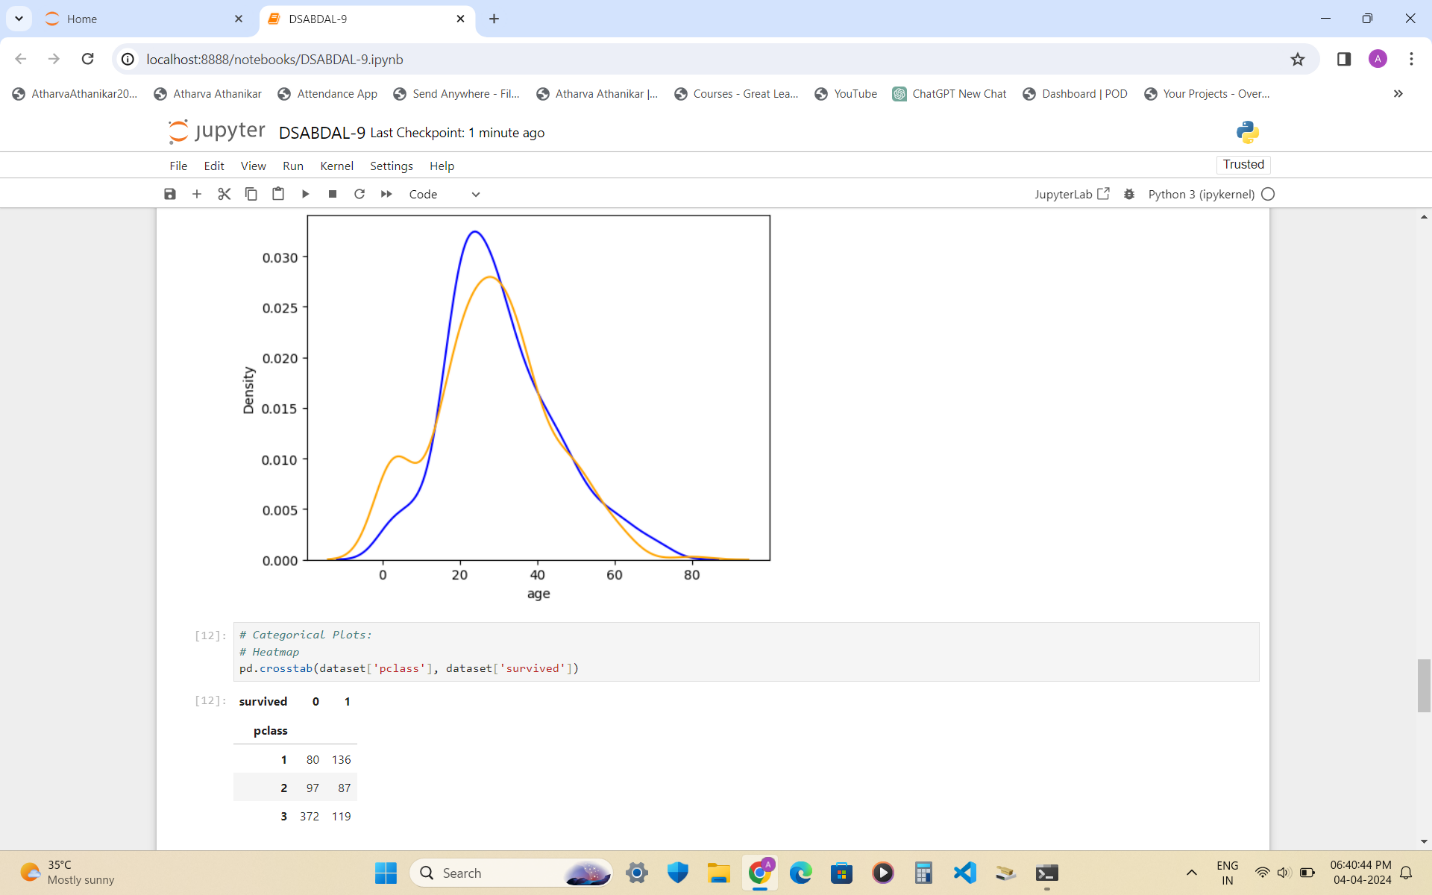 Home
DSABDAL-9
localhost:8888/notebooks/DSABDAL-9.ipynb
A
AtharvaAthanikar20...
Atharva Athanikar
Attendance App
Send Anywhere - Fil...
Atharva Athanikar |...
Courses - Great Lea...
YouTube
ChatGPT New Chat
Dashboard | POD
Your Projects - Over...
jupyter DSABDAL-9 Last Checkpoint: 1 minute ago
File Edit View Run Kernel Settings Help
Trusted
Code
JupyterLab
Python 3 (ipykernel)
0.030
0.025
0.020
0.015
0.010
0.005
0.000
Density
0 20 40 60 80
age
[12]: # Categorical Plots:
# Heatmap
pd.crosstab(dataset['pclass'], dataset['survived'])
[12]: survived 0 1
pclass
1 80 136
2 97 87
3 372 119
35°C
Mostly sunny
Search
A
ENG
IN
06:40:44 PM
04-04-2024